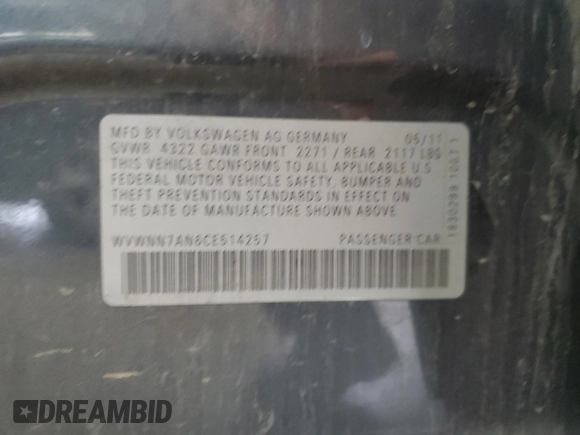 MFD BY VOLKSWAGEN AG GERMANY 05/11
GVWR 4322 GAWR FRONT 2271 / REAR 2117 LBS
THIS VEHICLE CONFORMS TO ALL APPLICABLE U.S
FEDERAL MOTOR VEHICLE SAFETY, BUMPER AND
THEFT PREVENTION STANDARDS IN EFFECT ON
THE DATE OF MANUFACTURE SHOWN ABOVE
WVWNN7AN6CE514257 PASSENGER CAR
DREAMBID